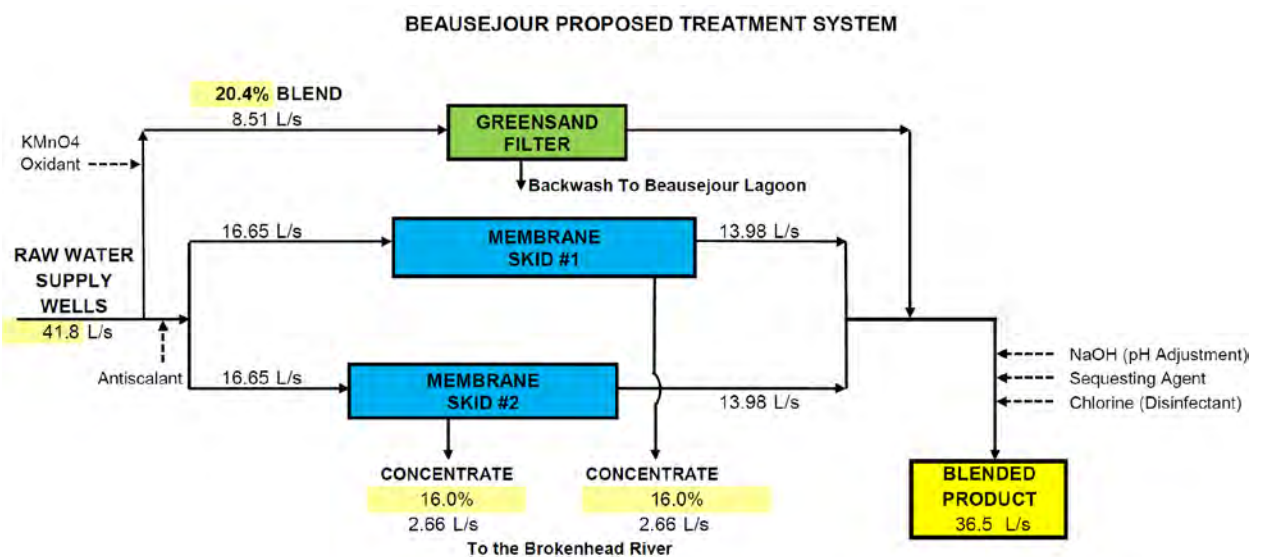 BEAUSEJOUR PROPOSED TREATMENT SYSTEM
20.4% BLEND
8.51 L/s
KMnO4
Oxidant
GREENSAND
FILTER
Backwash To Beausejour Lagoon
16.65 L/s
MEMBRANE
SKID #1
13.98 L/s
RAW WATER
SUPPLY
WELLS
41.8 L/s
Antiscalant
16.65 L/s
MEMBRANE
SKID #2
13.98 L/s
NaOH (pH Adjustment)
Sequesting Agent
Chlorine (Disinfectant)
CONCENTRATE
16.0%
2.66 L/s
CONCENTRATE
16.0%
2.66 L/s
To the Brokenhead River
BLENDED
PRODUCT
36.5 L/s